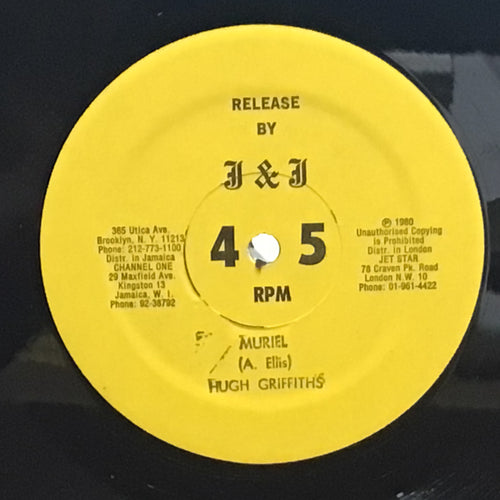 RELEASE
BY
J & J
45
RPM
365 Utica Ave.
Brooklyn, N. Y. 11213
Phone: 212-773-1100
Distr. in Jamaica
CHANNEL ONE
29 Maxfield Ave.
Kingston 13
Jamaica, W. I.
Phone: 92-38792
℗ 1980
Unauthorised Copying
is Prohibited
Distr. in London
JET STAR
78 Craven Pk. Road
London N.W. 10
Phone: 01-961-4422
MURIEL
(A. Ellis)
HUGH GRIFFITHS